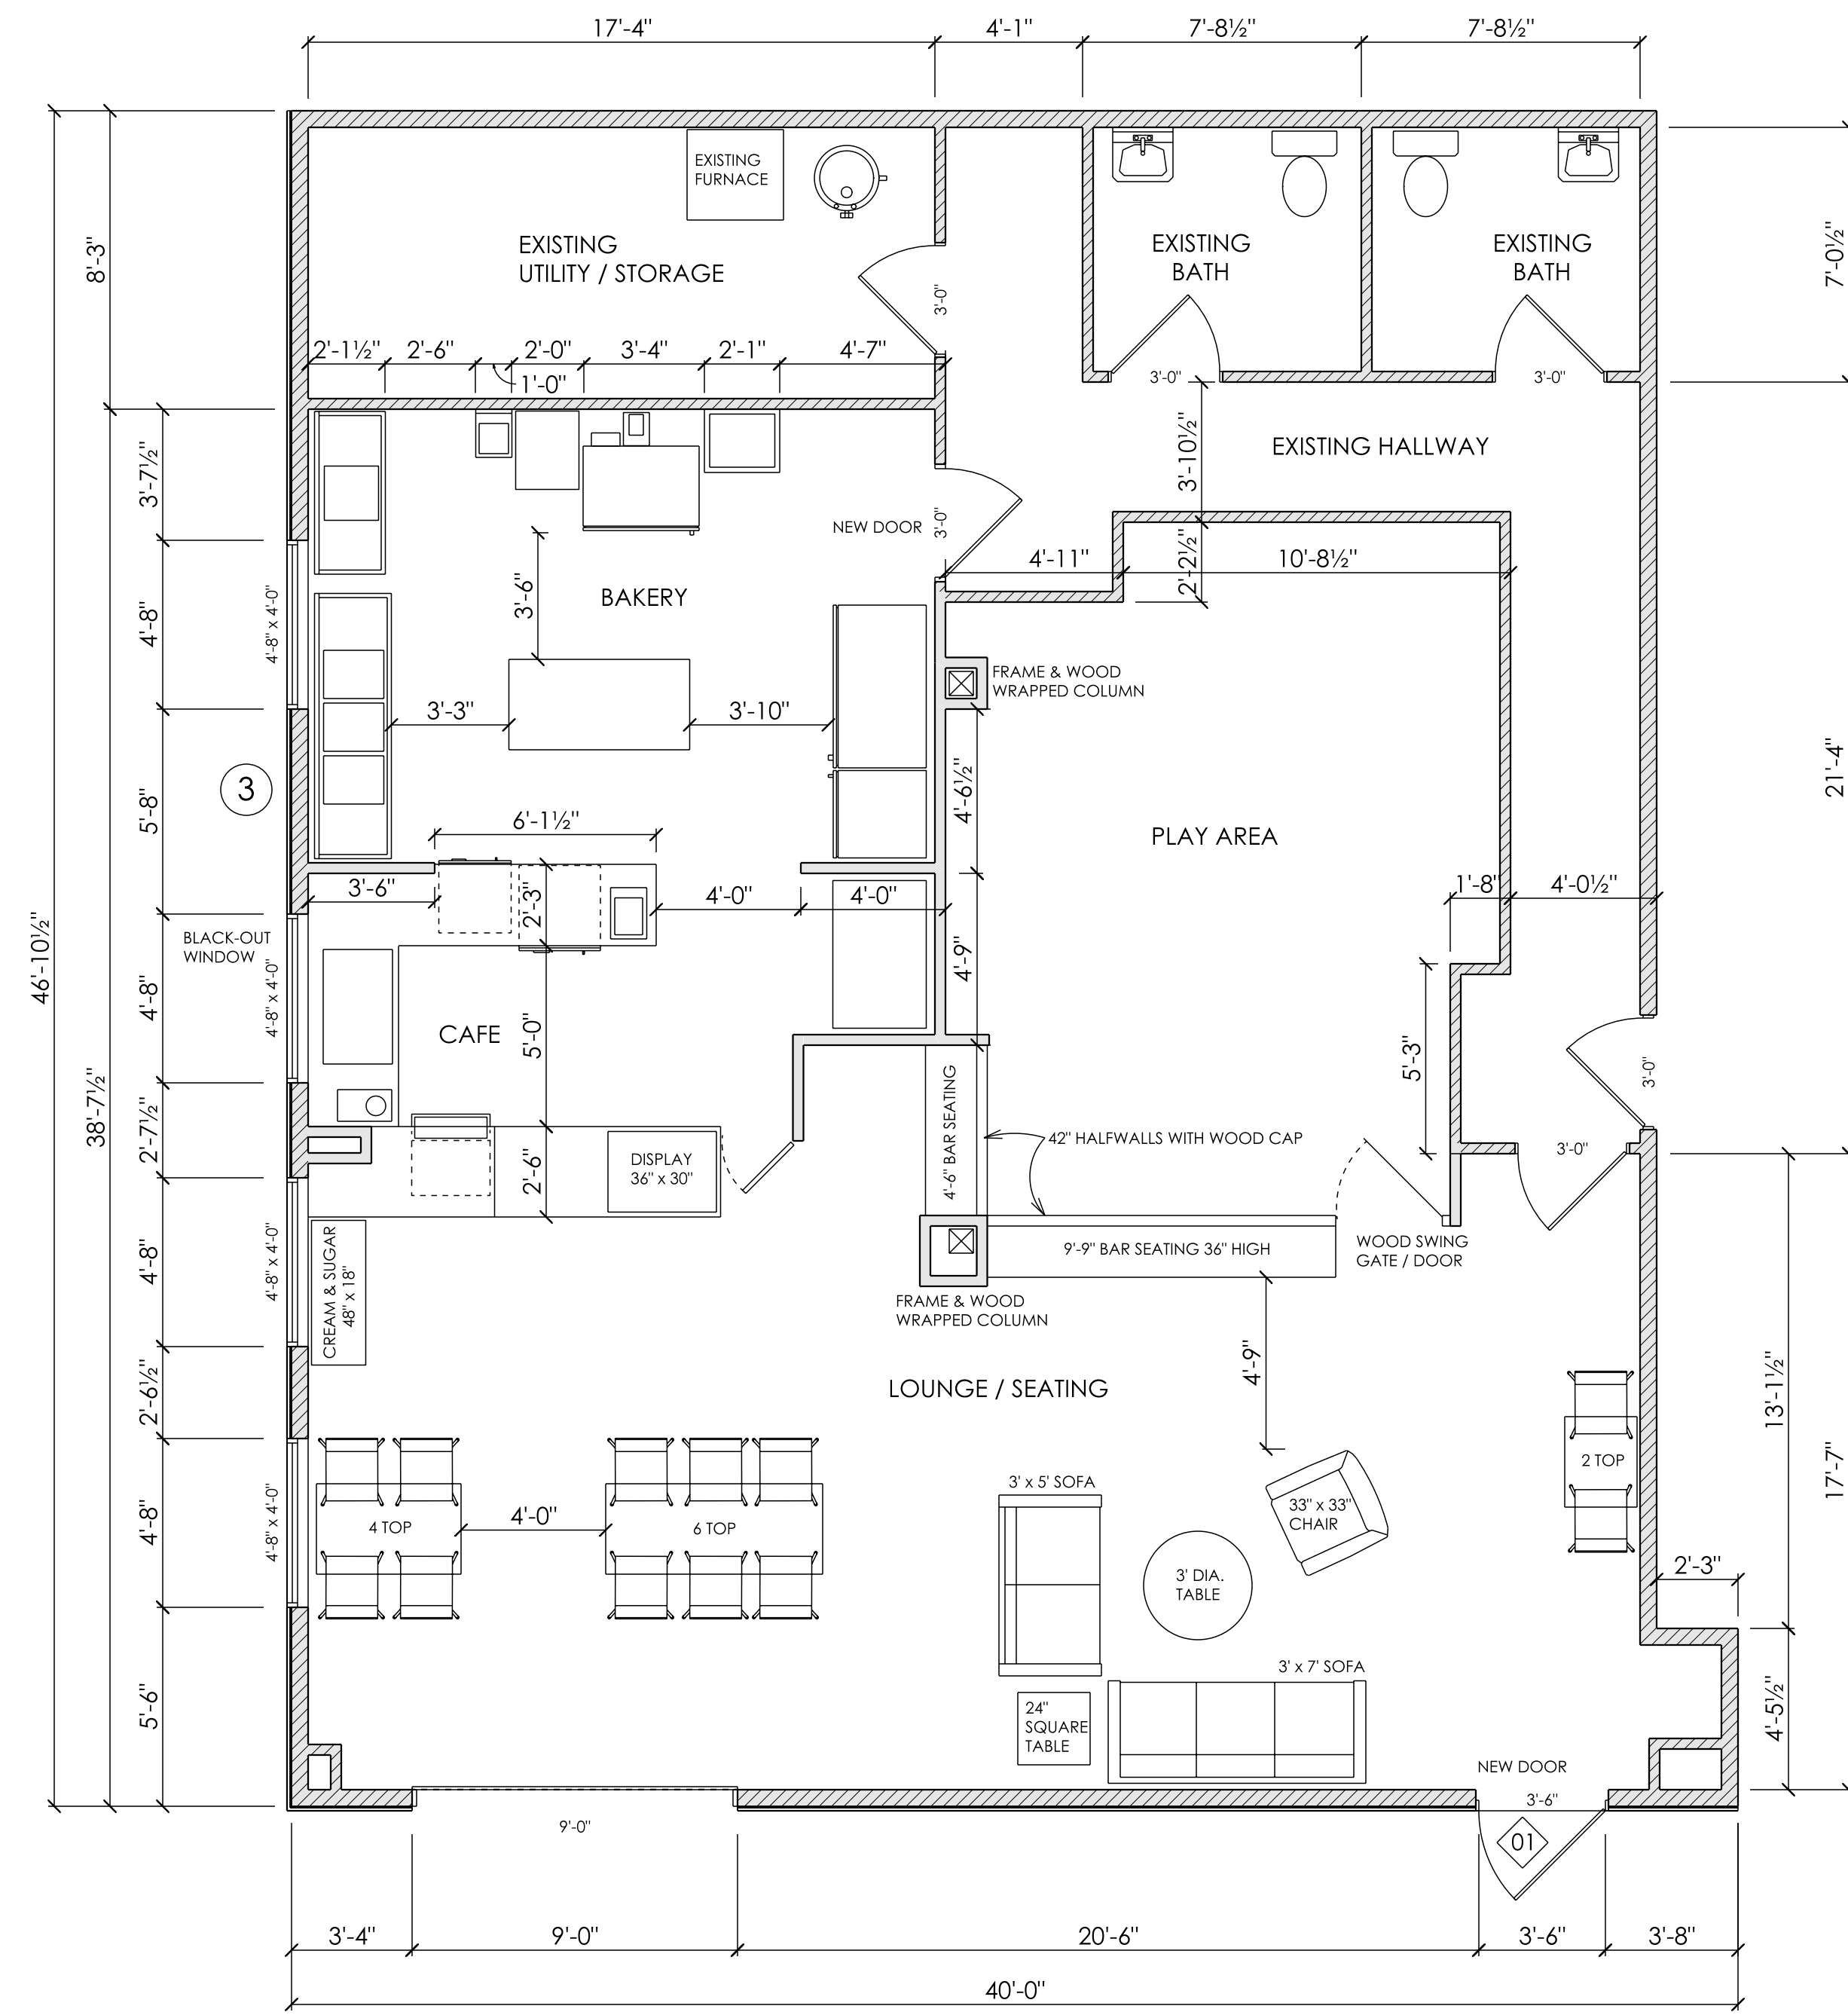 17'-4"
4'-1"
7'-8½"
7'-8½"
EXISTING
FURNACE
EXISTING
UTILITY / STORAGE
EXISTING
BATH
EXISTING
BATH
8'-3"
7'-0½"
3'-0"
2'-1½"
2'-6"
2'-0"
3'-4"
2'-1"
4'-7"
1'-0"
3'-0"
3'-0"
EXISTING HALLWAY
3'-10½"
3'-7½"
NEW DOOR
3'-0"
4'-11"
2'-2½"
10'-8½"
3'-6"
BAKERY
4'-8"
4'-8" x 4'-0"
FRAME & WOOD
WRAPPED COLUMN
3'-3"
3'-10"
3
5'-8"
4'-6½"
21'-4"
6'-1½"
PLAY AREA
3'-6"
2'-3"
4'-0"
4'-0"
1'-8"
4'-0½"
46'-10½"
BLACK-OUT
WINDOW
4'-9"
4'-8"
4'-8" x 4'-0"
CAFE
5'-0"
5'-3"
3'-0"
38'-7½"
2'-7½"
4'-6" BAR SEATING
42" HALFWALLS WITH WOOD CAP
3'-0"
2'-6"
DISPLAY
36" x 30"
4'-8"
4'-8" x 4'-0"
CREAM & SUGAR
48" x 18"
9'-9" BAR SEATING 36" HIGH
WOOD SWING
GATE / DOOR
FRAME & WOOD
WRAPPED COLUMN
4'-9"
LOUNGE / SEATING
2'-6½"
13'-1½"
17'-7"
2 TOP
3' x 5' SOFA
4'-8"
4'-8" x 4'-0"
4 TOP
4'-0"
6 TOP
33" x 33"
CHAIR
3' DIA.
TABLE
2'-3"
3' x 7' SOFA
5'-6"
24"
SQUARE
TABLE
4'-5½"
NEW DOOR
3'-6"
9'-0"
01
3'-4"
9'-0"
20'-6"
3'-6"
3'-8"
40'-0"